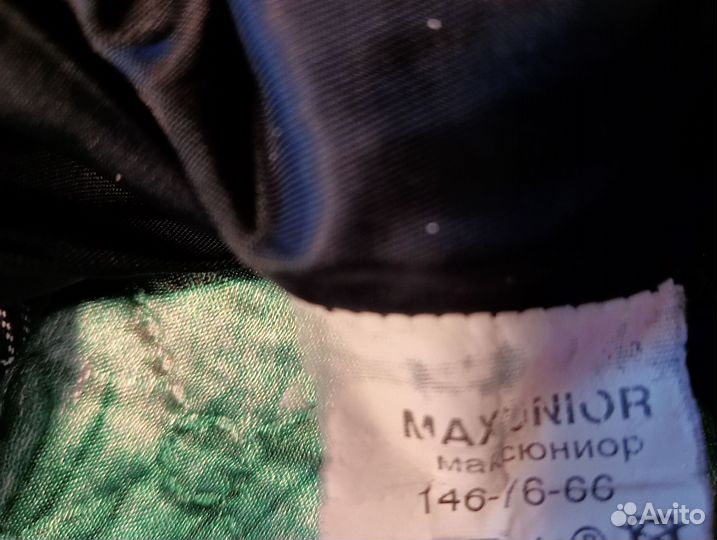 MAXJUNIOR
максюниор
146-76-66
®
Avito